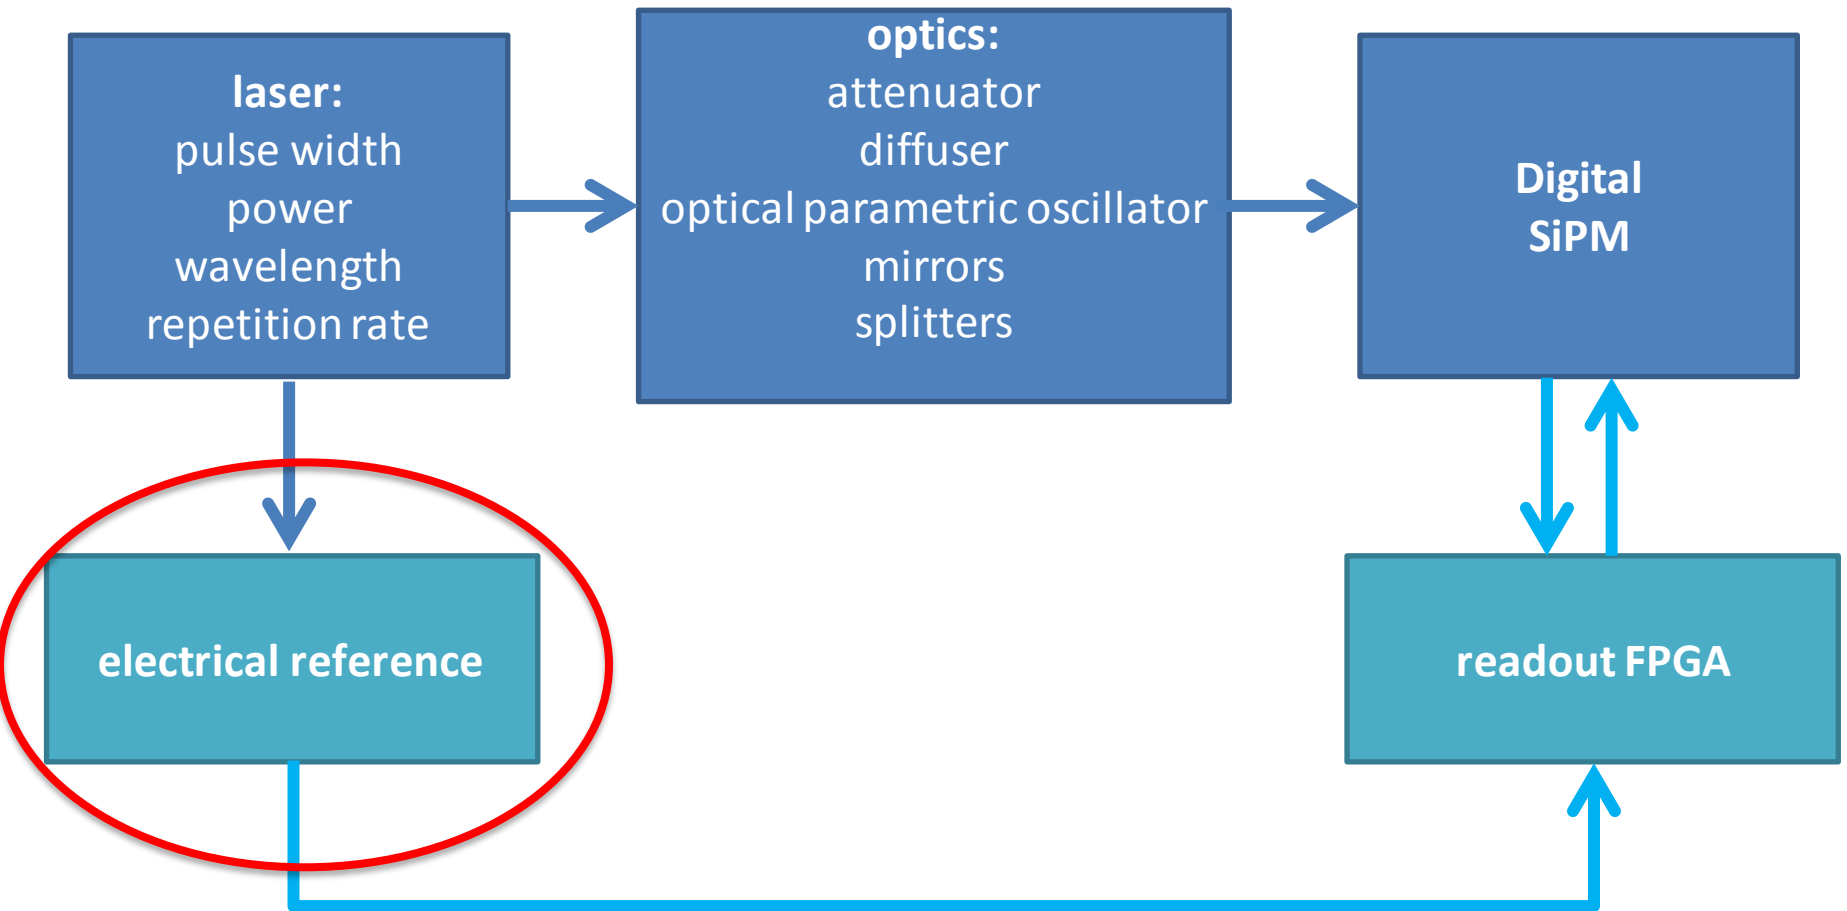 laser:
pulse width
power
wavelength
repetition rate
optics:
attenuator
diffuser
optical parametric oscillator
mirrors
splitters
Digital
SiPM
electrical reference
readout FPGA